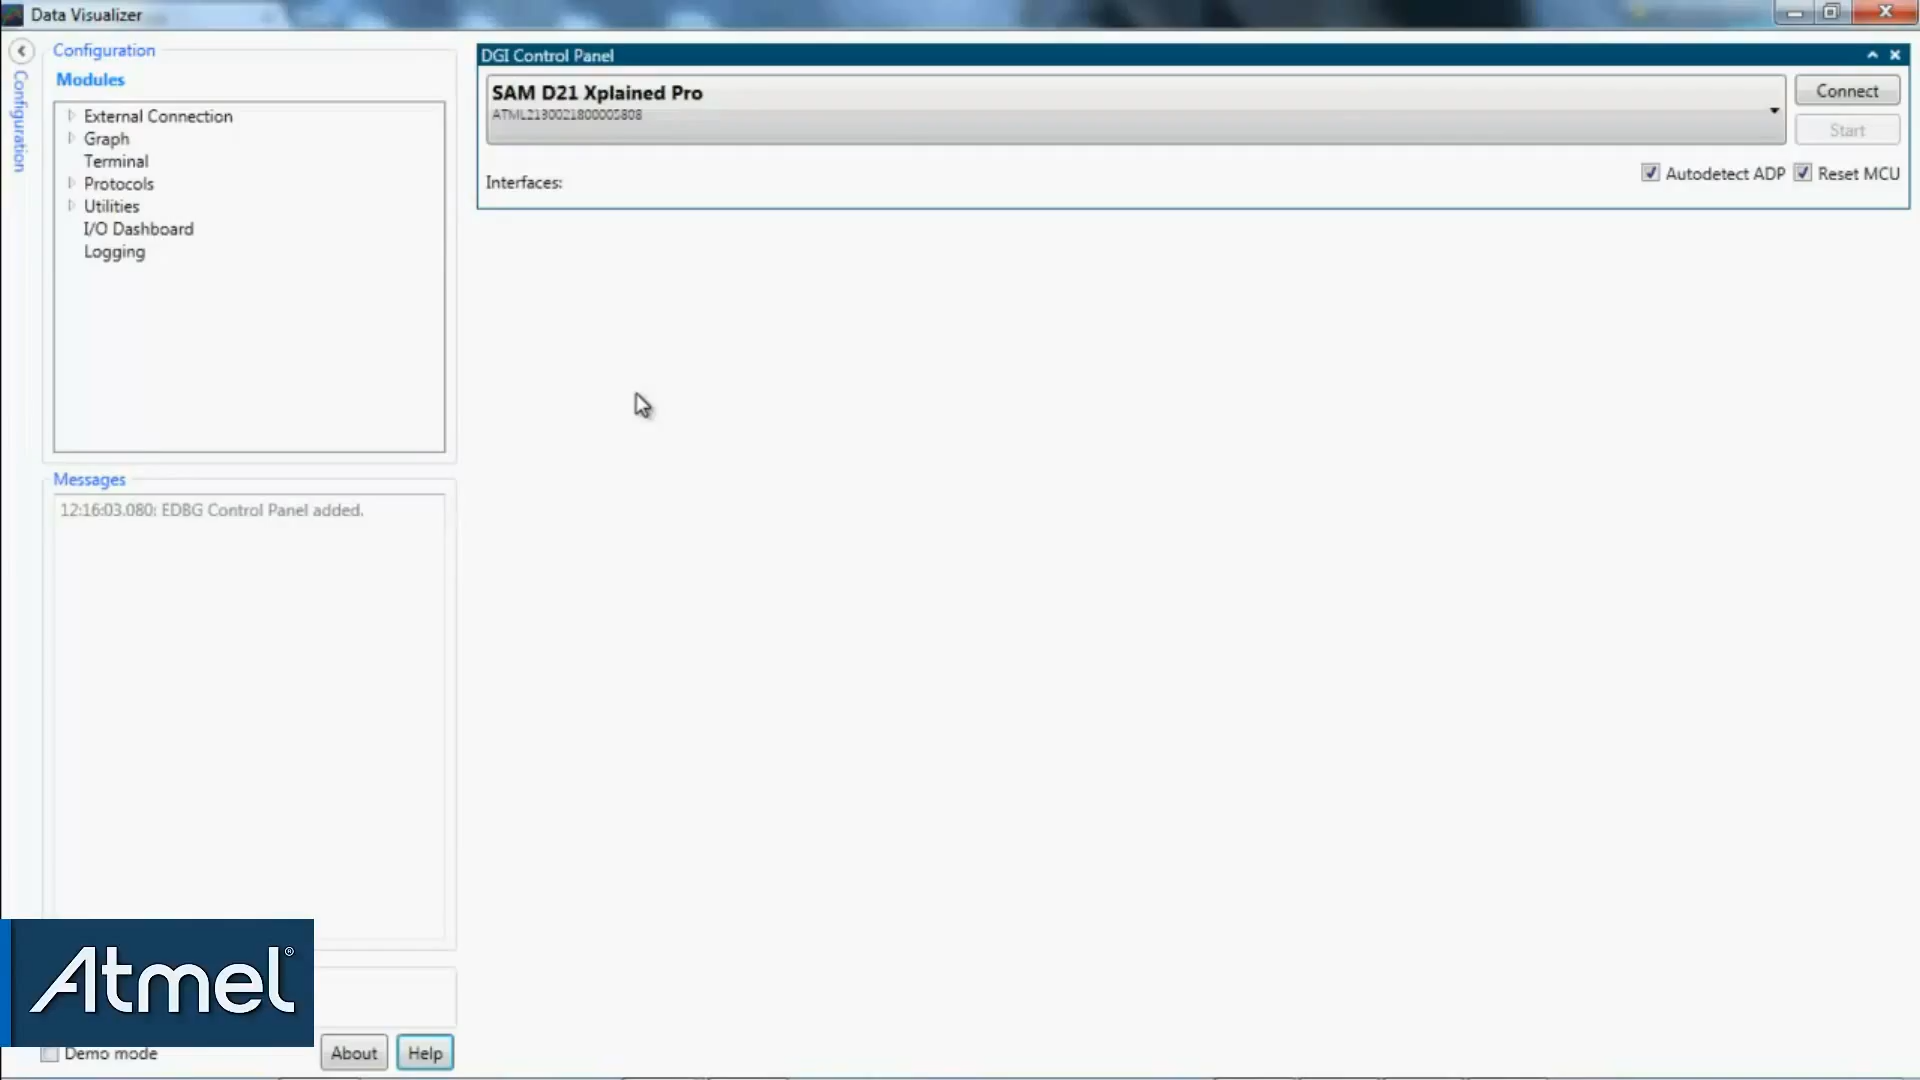 Data Visualizer
Configuration
Configuration
Modules
External Connection
Graph
Terminal
Protocols
Utilities
I/O Dashboard
Logging
Messages
12:16:03.080: EDBG Control Panel added.
DGI Control Panel
SAM D21 Xplained Pro
ATML2130021800005808
Connect
Start
Interfaces:
Autodetect ADP
Reset MCU
Atmel®
Demo mode
About
Help